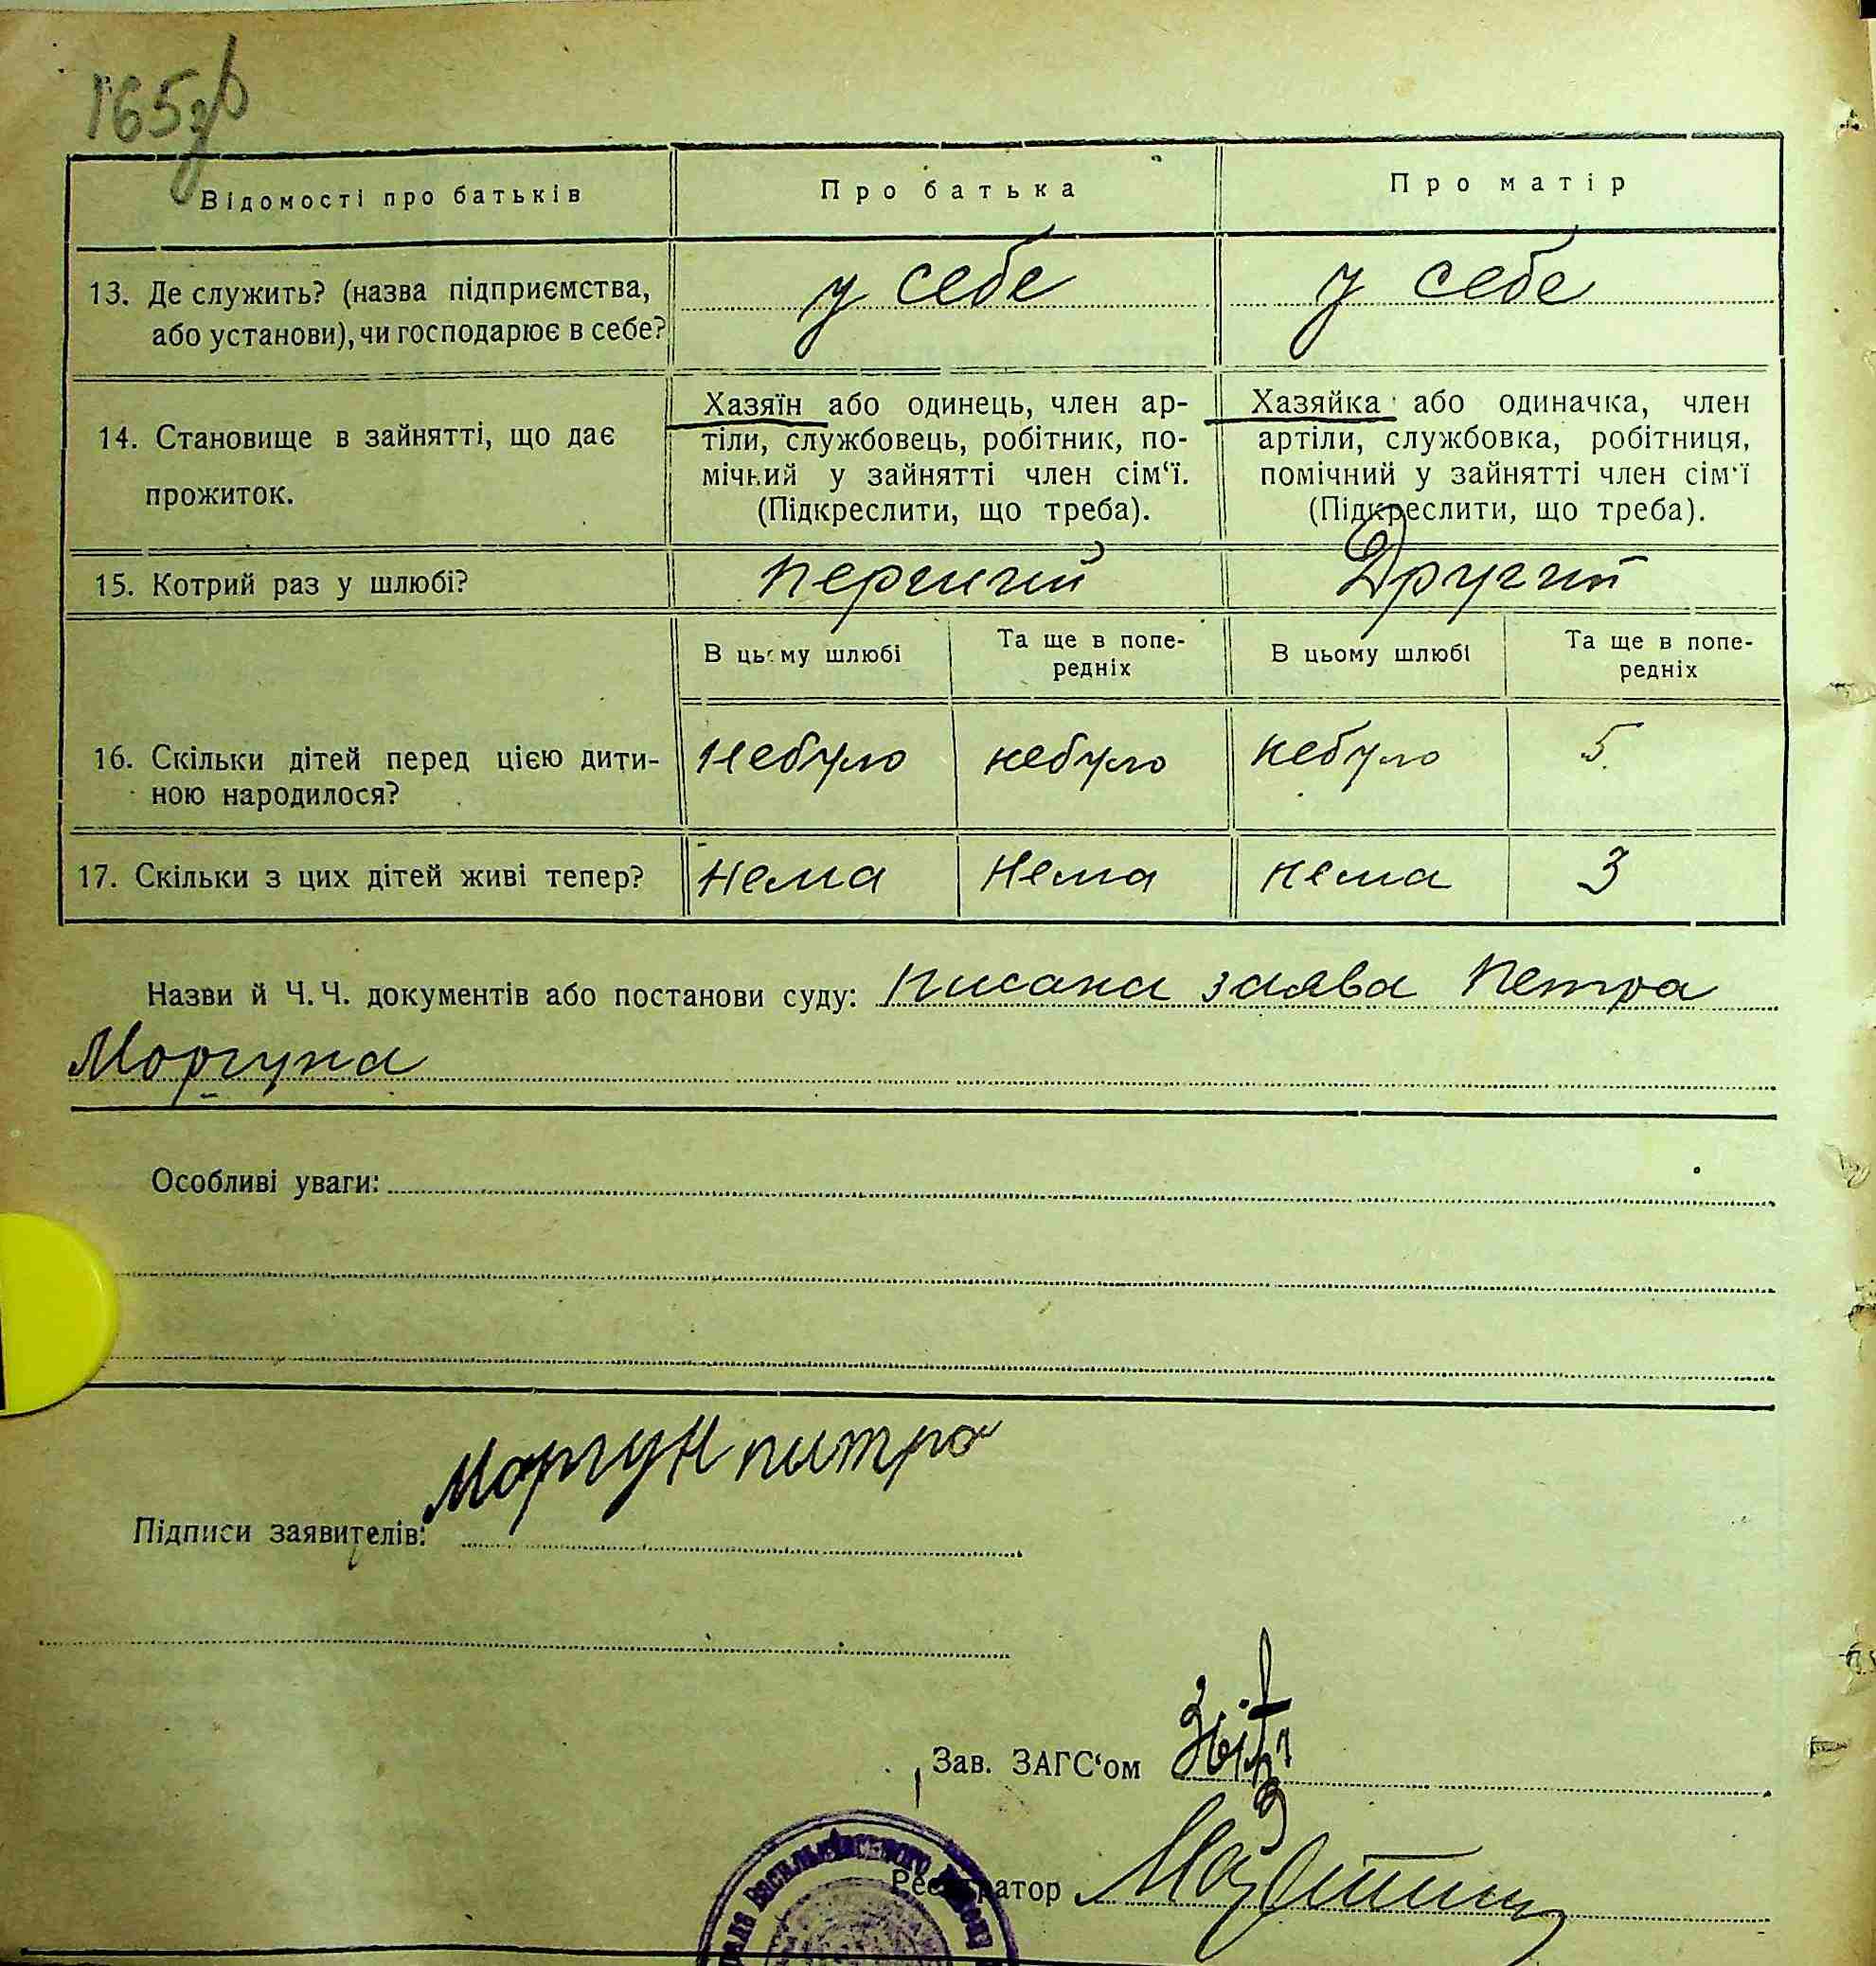 165зв
Відомості про батьків
Про батька
Про матір
13. Де служить? (назва підприємства,
або установи), чи господарює в себе?
у себе
у себе
14. Становище в зайнятті, що дає
прожиток.
Хазяїн або одинець, член ар-
тіли, службовець, робітник, по-
мічний у зайнятті член сім‘ї.
(Підкреслити, що треба).
Хазяйка або одиначка, член
артіли, службовка, робітниця,
помічний у зайнятті член сім‘ї
(Підкреслити, що треба).
15. Котрий раз у шлюбі?
Перший
Другий
В цьому шлюбі
Та ще в попе-
редніх
В цьому шлюбі
Та ще в попе-
редніх
16. Скільки дітей перед цією дити-
ною народилося?
Небуло
небуло
небуло
5
17. Скільки з цих дітей живі тепер?
Нема
Нема
нема
3
Назви й Ч.Ч. документів або постанови суду: писана заява Петра
Моргуна
Особливі уваги:
Моргун питро
Підписи заявителів:
Зав. ЗАГС‘ом
Реєстратор